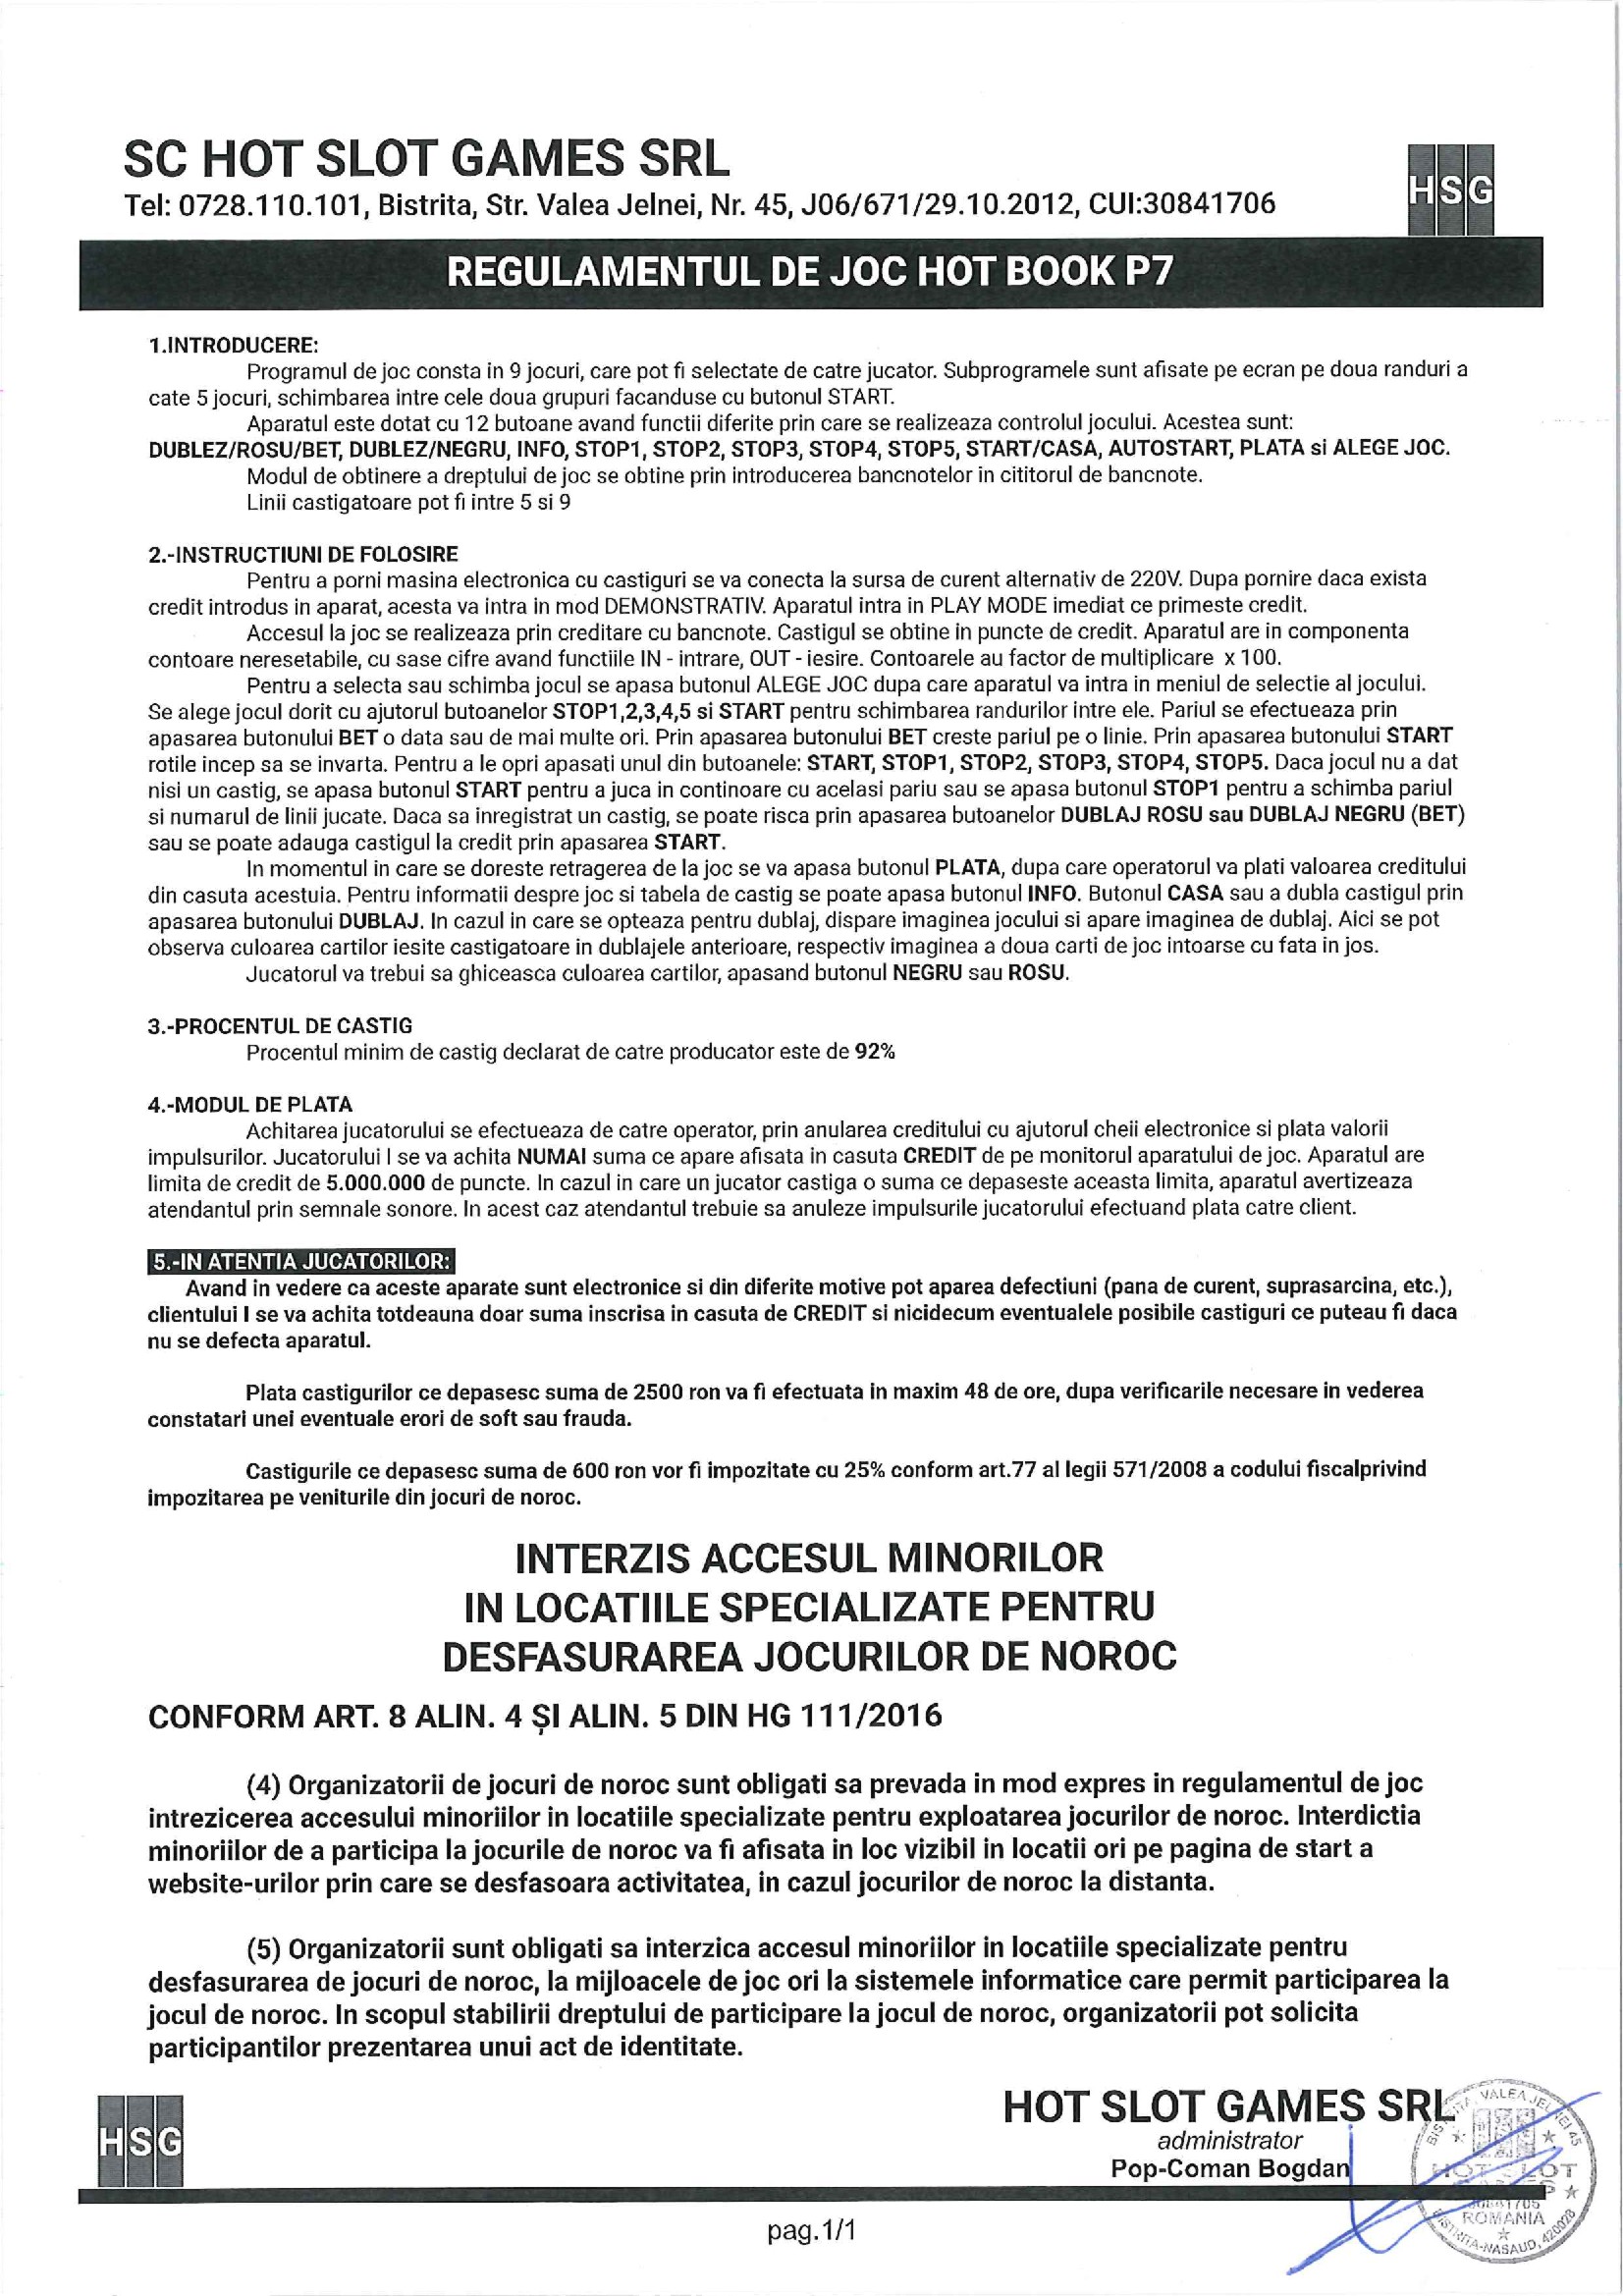 SC HOT SLOT GAMES SRL
Tel: 0728.110.101, Bistrita, Str. Valea Jelnei, Nr. 45, J06/671/29.10.2012, CUI:30841706
HSG
REGULAMENTUL DE JOC HOT BOOK P7
1.INTRODUCERE:
Programul de joc consta in 9 jocuri, care pot fi selectate de catre jucator. Subprogramele sunt afisate pe ecran pe doua randuri a
cate 5 jocuri, schimbarea intre cele doua grupuri facanduse cu butonul START.
Aparatul este dotat cu 12 butoane avand functii diferite prin care se realizeaza controlul jocului. Acestea sunt:
DUBLEZ/ROSU/BET, DUBLEZ/NEGRU, INFO, STOP1, STOP2, STOP3, STOP4, STOP5, START/CASA, AUTOSTART, PLATA si ALEGE JOC.
Modul de obtinere a dreptului de joc se obtine prin introducerea bancnotelor in cititorul de bancnote.
Linii castigatoare pot fi intre 5 si 9
2.-INSTRUCTIUNI DE FOLOSIRE
Pentru a porni masina electronica cu castiguri se va conecta la sursa de curent alternativ de 220V. Dupa pornire daca exista
credit introdus in aparat, acesta va intra in mod DEMONSTRATIV. Aparatul intra in PLAY MODE imediat ce primeste credit.
Accesul la joc se realizeaza prin creditare cu bancnote. Castigul se obtine in puncte de credit. Aparatul are in componenta
contoare neresetabile, cu sase cifre avand functiile IN - intrare, OUT - iesire. Contoarele au factor de multiplicare x 100.
Pentru a selecta sau schimba jocul se apasa butonul ALEGE JOC dupa care aparatul va intra in meniul de selectie al jocului.
Se alege jocul dorit cu ajutorul butoanelor STOP1,2,3,4,5 si START pentru schimbarea randurilor intre ele. Pariul se efectueaza prin
apasarea butonului BET o data sau de mai multe ori. Prin apasarea butonului BET creste pariul pe o linie. Prin apasarea butonului START
rotile incep sa se invarta. Pentru a le opri apasati unul din butoanele: START, STOP1, STOP2, STOP3, STOP4, STOP5. Daca jocul nu a dat
nisi un castig, se apasa butonul START pentru a juca in continoare cu acelasi pariu sau se apasa butonul STOP1 pentru a schimba pariul
si numarul de linii jucate. Daca sa inregistrat un castig, se poate risca prin apasarea butoanelor DUBLAJ ROSU sau DUBLAJ NEGRU (BET)
sau se poate adauga castigul la credit prin apasarea START.
In momentul in care se doreste retragerea de la joc se va apasa butonul PLATA, dupa care operatorul va plati valoarea creditului
din casuta acestuia. Pentru informatii despre joc si tabela de castig se poate apasa butonul INFO. Butonul CASA sau a dubla castigul prin
apasarea butonului DUBLAJ. In cazul in care se opteaza pentru dublaj, dispare imaginea jocului si apare imaginea de dublaj. Aici se pot
observa culoarea cartilor iesite castigatoare in dublajele anterioare, respectiv imaginea a doua carti de joc intoarse cu fata in jos.
Jucatorul va trebui sa ghiceasca culoarea cartilor, apasand butonul NEGRU sau ROSU.
3.-PROCENTUL DE CASTIG
Procentul minim de castig declarat de catre producator este de 92%
4.-MODUL DE PLATA
Achitarea jucatorului se efectueaza de catre operator, prin anularea creditului cu ajutorul cheii electronice si plata valorii
impulsurilor. Jucatorului I se va achita NUMAI suma ce apare afisata in casuta CREDIT de pe monitorul aparatului de joc. Aparatul are
limita de credit de 5.000.000 de puncte. In cazul in care un jucator castiga o suma ce depaseste aceasta limita, aparatul avertizeaza
atendantul prin semnale sonore. In acest caz atendantul trebuie sa anuleze impulsurile jucatorului efectuand plata catre client.
5.-IN ATENTIA JUCATORILOR:
Avand in vedere ca aceste aparate sunt electronice si din diferite motive pot aparea defectiuni (pana de curent, suprasarcina, etc.),
clientului I se va achita totdeauna doar suma inscrisa in casuta de CREDIT si nicidecum eventualele posibile castiguri ce puteau fi daca
nu se defecta aparatul.
Plata castigurilor ce depasesc suma de 2500 ron va fi efectuata in maxim 48 de ore, dupa verificarile necesare in vederea
constatari unei eventuale erori de soft sau frauda.
Castigurile ce depasesc suma de 600 ron vor fi impozitate cu 25% conform art.77 al legii 571/2008 a codului fiscalprivind
impozitarea pe veniturile din jocuri de noroc.
INTERZIS ACCESUL MINORILOR
IN LOCATIILE SPECIALIZATE PENTRU
DESFASURAREA JOCURILOR DE NOROC
CONFORM ART. 8 ALIN. 4 ȘI ALIN. 5 DIN HG 111/2016
(4) Organizatorii de jocuri de noroc sunt obligati sa prevada in mod expres in regulamentul de joc
intrezicerea accesului minoriilor in locatiile specializate pentru exploatarea jocurilor de noroc. Interdictia
minoriilor de a participa la jocurile de noroc va fi afisata in loc vizibil in locatii ori pe pagina de start a
website-urilor prin care se desfasoara activitatea, in cazul jocurilor de noroc la distanta.
(5) Organizatorii sunt obligati sa interzica accesul minoriilor in locatiile specializate pentru
desfasurarea de jocuri de noroc, la mijloacele de joc ori la sistemele informatice care permit participarea la
jocul de noroc. In scopul stabilirii dreptului de participare la jocul de noroc, organizatorii pot solicita
participantilor prezentarea unui act de identitate.
HSG
HOT SLOT GAMES SRL
administrator
Pop-Coman Bogdan
VALEA JELNEI 45
HOT SLOT
ROMANIA
BISTRITA-NASAUD, 420028
pag.1/1